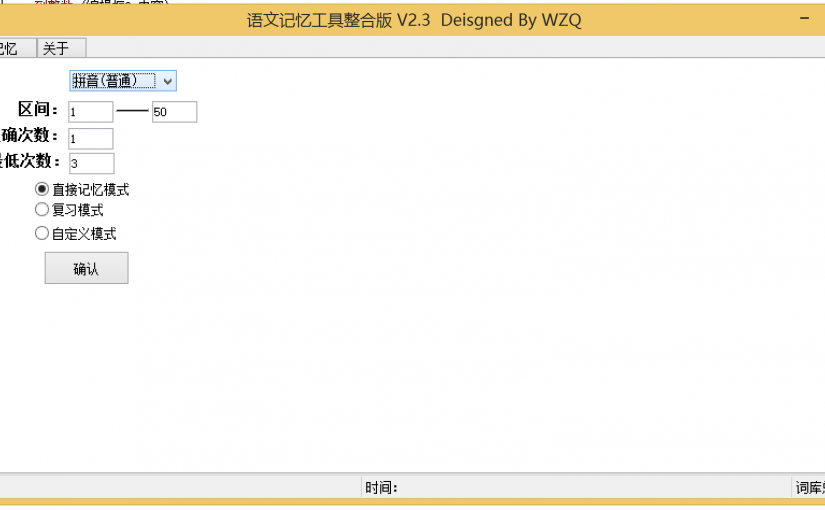 语文记忆工具整合版 V2.3 Deisgned By WZQ
记忆 关于
拼音(普通)
区间： 1 —— 50
确次数： 1
最低次数： 3
直接记忆模式
复习模式
自定义模式
确认
时间： 词库